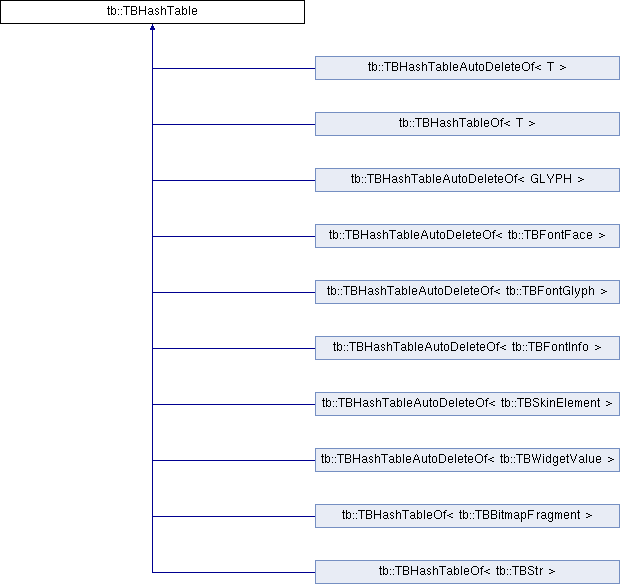 tb::TBHashTable
tb::TBHashTableAutoDeleteOf< T >
tb::TBHashTableOf< T >
tb::TBHashTableAutoDeleteOf< GLYPH >
tb::TBHashTableAutoDeleteOf< tb::TBFontFace >
tb::TBHashTableAutoDeleteOf< tb::TBFontGlyph >
tb::TBHashTableAutoDeleteOf< tb::TBFontInfo >
tb::TBHashTableAutoDeleteOf< tb::TBSkinElement >
tb::TBHashTableAutoDeleteOf< tb::TBWidgetValue >
tb::TBHashTableOf< tb::TBBitmapFragment >
tb::TBHashTableOf< tb::TBStr >